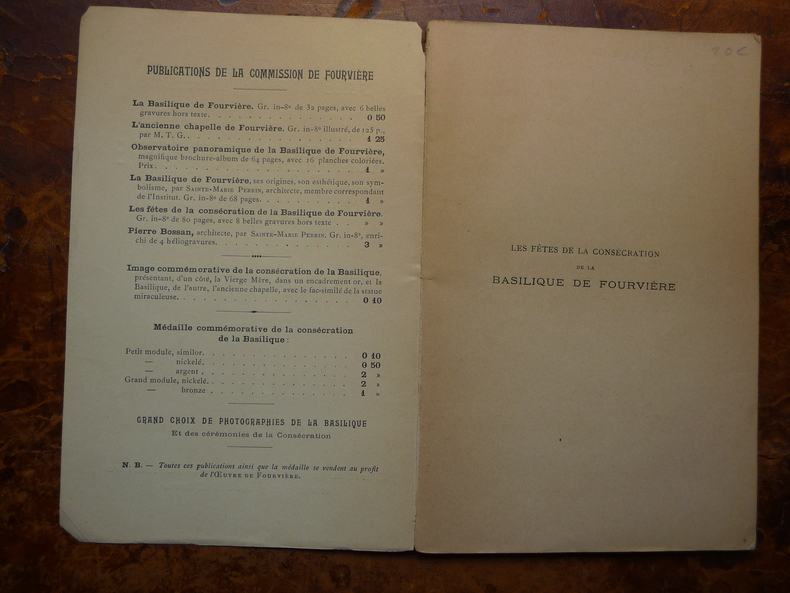 PUBLICATIONS DE LA COMMISSION DE FOURVIÈRE
La Basilique de Fourvière. Gr. in-8º de 32 pages, avec 6 belles
gravures hors texte. . . . . . . . . . . . . . . 0 50
L'ancienne chapelle de Fourvière. Gr. in-8º illustré, de 125 p.,
par M. T. G. . . . . . . . . . . . . . . . . 1 25
Observatoire panoramique de la Basilique de Fourvière,
magnifique brochure-album de 64 pages, avec 16 planches coloriées.
Prix. . . . . . . . . . . . . . . . . . . . 1 »
La Basilique de Fourvière, ses origines, son esthétique, son sym-
bolisme, par SAINTE-MARIE PERRIN, architecte, membre correspondant
de l'Institut. Gr. in-8º de 68 pages. . . . . . . . . . 1 »
Les fêtes de la consécration de la Basilique de Fourvière.
Gr. in-8º de 80 pages, avec 8 belles gravures hors texte . . » »
Pierre Bossan, architecte, par SAINTE-MARIE PERRIN. Gr. in-8º, enri-
chi de 4 héliogravures. . . . . . . . . . . . . . 3 »
Image commémorative de la consécration de la Basilique,
présentant, d'un côté, la Vierge Mère, dans un encadrement or, et la
Basilique, de l'autre, l'ancienne chapelle, avec le fac-similé de la statue
miraculeuse. . . . . . . . . . . . . . . . . . 0 10
Médaille commémorative de la consécration
de la Basilique :
Petit module, similor. . . . . . . . . . . . . . 0 10
— nickelé. . . . . . . . . . . . . . 0 50
— argent . . . . . . . . . . . . . . 2 »
Grand module, nickelé. . . . . . . . . . . . . . 2 »
— bronze . . . . . . . . . . . . . . 1 »
GRAND CHOIX DE PHOTOGRAPHIES DE LA BASILIQUE
Et des cérémonies de la Consécration
N. B. — Toutes ces publications ainsi que la médaille se vendent au profit
de l'ŒUVRE DE FOURVIÈRE.
20 €
LES FÊTES DE LA CONSÉCRATION
DE LA
BASILIQUE DE FOURVIÈRE